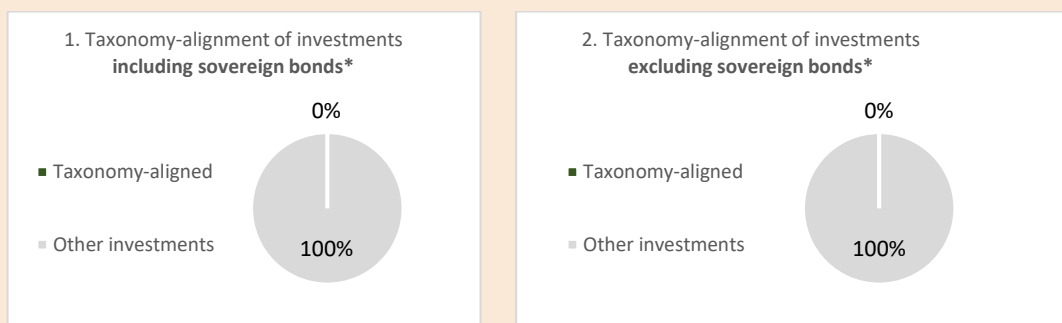 1. Taxonomy-alignment of investments
including sovereign bonds*
0%
Taxonomy-aligned
Other investments
100%
2. Taxonomy-alignment of investments
excluding sovereign bonds*
0%
Taxonomy-aligned
Other investments
100%